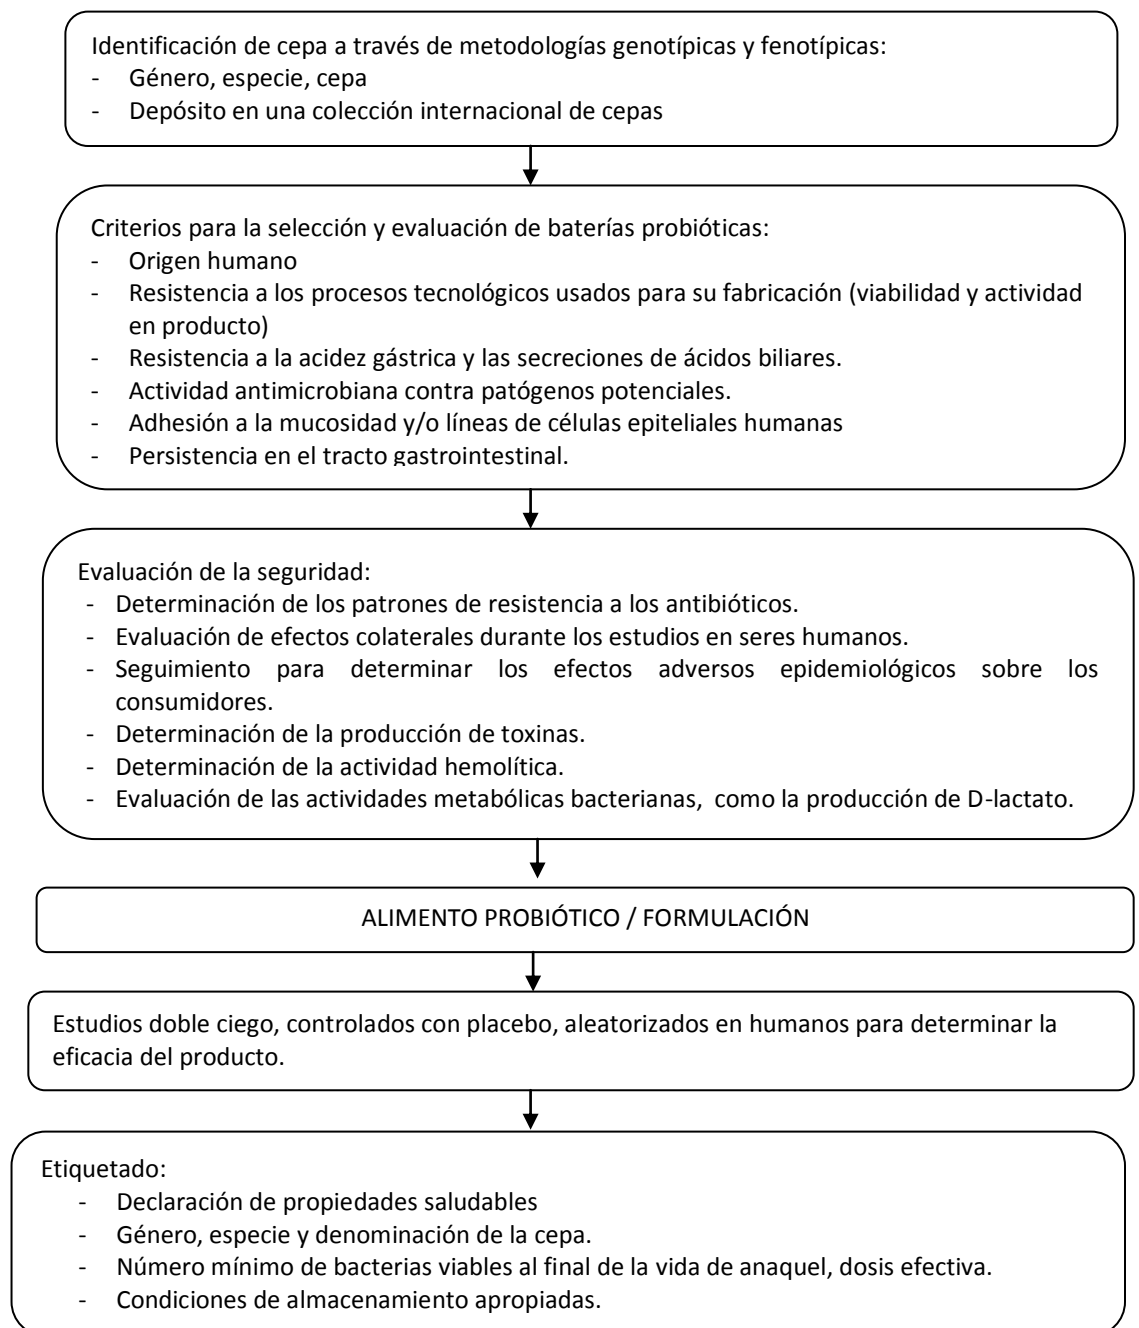 Identificación de cepa a través de metodologías genotípicas y fenotípicas:
- Género, especie, cepa
- Depósito en una colección internacional de cepas
Criterios para la selección y evaluación de baterías probióticas:
- Origen humano
- Resistencia a los procesos tecnológicos usados para su fabricación (viabilidad y actividad
en producto)
- Resistencia a la acidez gástrica y las secreciones de ácidos biliares.
- Actividad antimicrobiana contra patógenos potenciales.
- Adhesión a la mucosidad y/o líneas de células epiteliales humanas
- Persistencia en el tracto gastrointestinal.
Evaluación de la seguridad:
- Determinación de los patrones de resistencia a los antibióticos.
- Evaluación de efectos colaterales durante los estudios en seres humanos.
- Seguimiento para determinar los efectos adversos epidemiológicos sobre los
consumidores.
- Determinación de la producción de toxinas.
- Determinación de la actividad hemolítica.
- Evaluación de las actividades metabólicas bacterianas, como la producción de D-lactato.
ALIMENTO PROBIÓTICO / FORMULACIÓN
Estudios doble ciego, controlados con placebo, aleatorizados en humanos para determinar la
eficacia del producto.
Etiquetado:
- Declaración de propiedades saludables
- Género, especie y denominación de la cepa.
- Número mínimo de bacterias viables al final de la vida de anaquel, dosis efectiva.
- Condiciones de almacenamiento apropiadas.